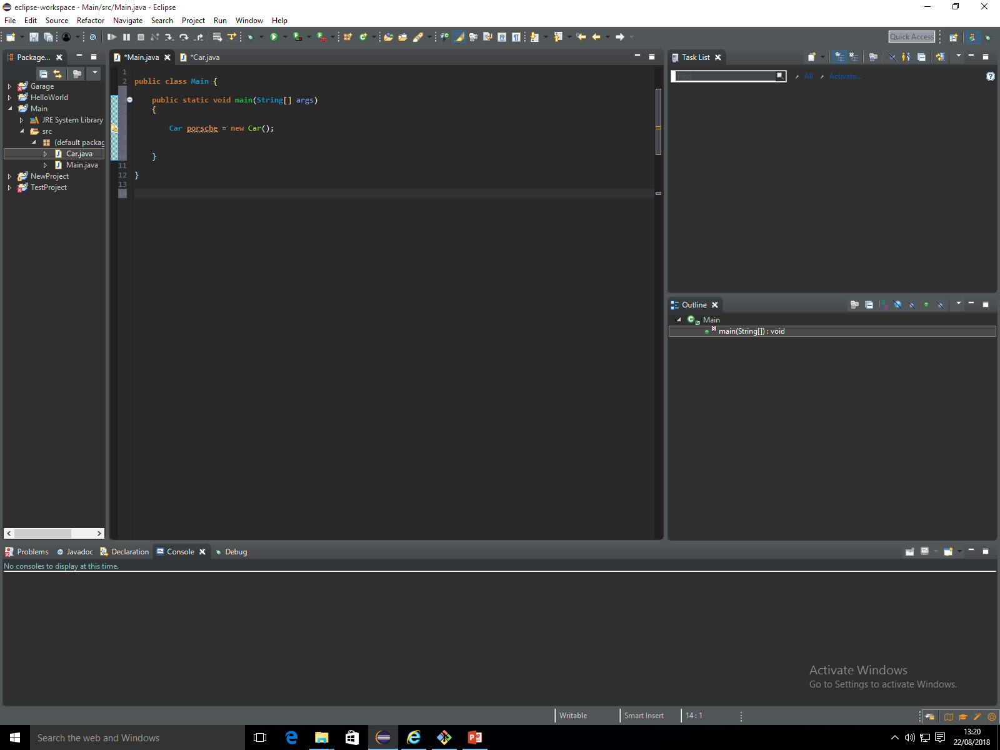 eclipse-workspace - Main/src/Main.java - Eclipse
File Edit Source Refactor Navigate Search Project Run Window Help
Quick Access
Package...
Garage
HelloWorld
Main
JRE System Library
src
(default packag
Car.java
Main.java
NewProject
TestProject
*Main.java
*Car.java
1
2 public class Main {
4 public static void main(String[] args)
5 {
7 Car porsche = new Car();
10 }
11
12 }
13
14
Task List
Find
All
Activate...
Outline
Main
main(String[]) : void
Problems Javadoc Declaration Console Debug
No consoles to display at this time.
Activate Windows
Go to Settings to activate Windows.
Writable Smart Insert 14 : 1
Search the web and Windows
13:20
22/08/2018